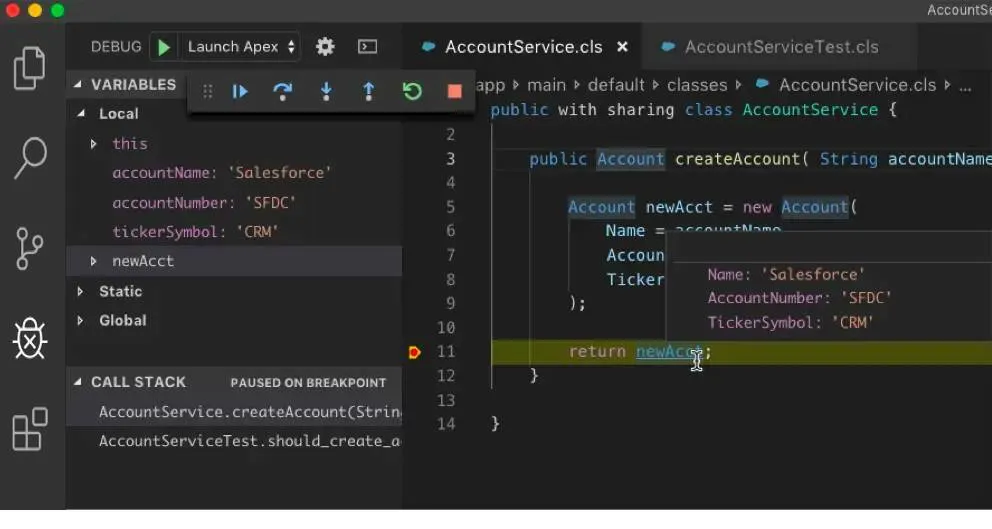 AccountSe
DEBUG Launch Apex
AccountService.cls
AccountServiceTest.cls
VARIABLES
Local
this
accountName: 'Salesforce'
accountNumber: 'SFDC'
tickerSymbol: 'CRM'
newAcct
Static
Global
CALL STACK PAUSED ON BREAKPOINT
AccountService.createAccount(Strin
AccountServiceTest.should_create_a
app main default classes AccountService.cls ...
public with sharing class AccountService {
2
3 public Account createAccount( String accountName
4
5 Account newAcct = new Account(
6 Name = accountName
7 Accoun
8 Ticker
9 );
10
11 return newAcct;
12 }
13
14 }
Name: 'Salesforce'
AccountNumber: 'SFDC'
TickerSymbol: 'CRM'